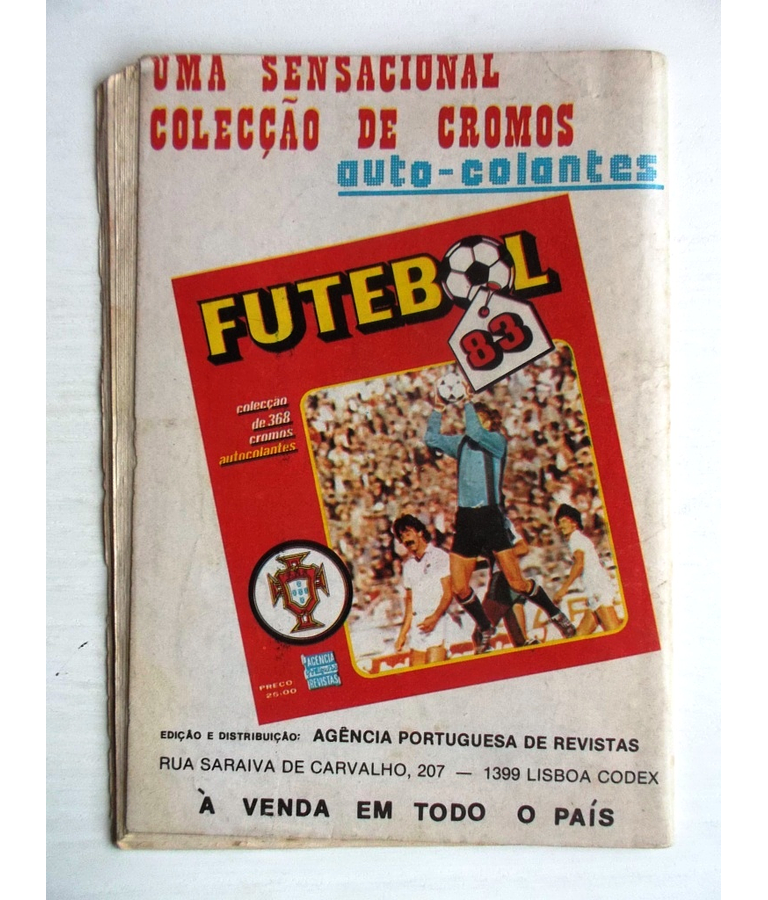 UMA SENSACIONAL
COLECÇÃO DE CROMOS
auto-colantes
FUTEBOL
83
colecção
de 368
cromos
autocolantes
AGÊNCIA
REVISTAS
PREÇO
25.00
EDIÇÃO E DISTRIBUIÇÃO: AGÊNCIA PORTUGUESA DE REVISTAS
RUA SARAIVA DE CARVALHO, 207 — 1399 LISBOA CODEX
À VENDA EM TODO O PAÍS